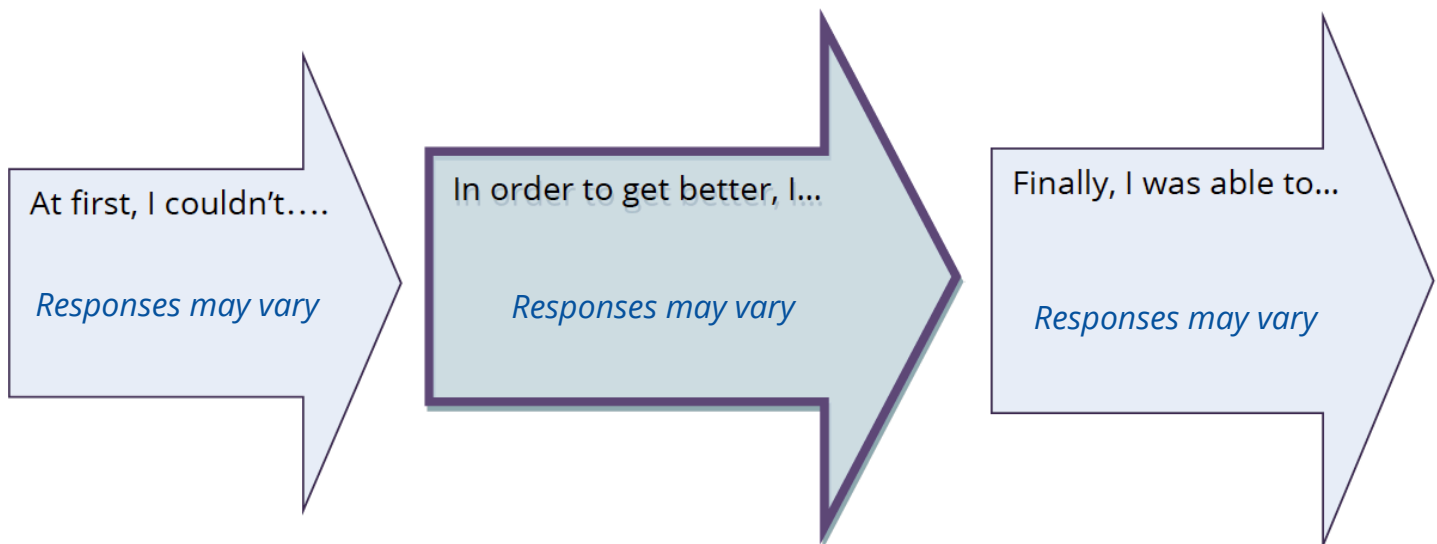 At first, I couldn’t….
Responses may vary
In order to get better, I…
Responses may vary
Finally, I was able to…
Responses may vary